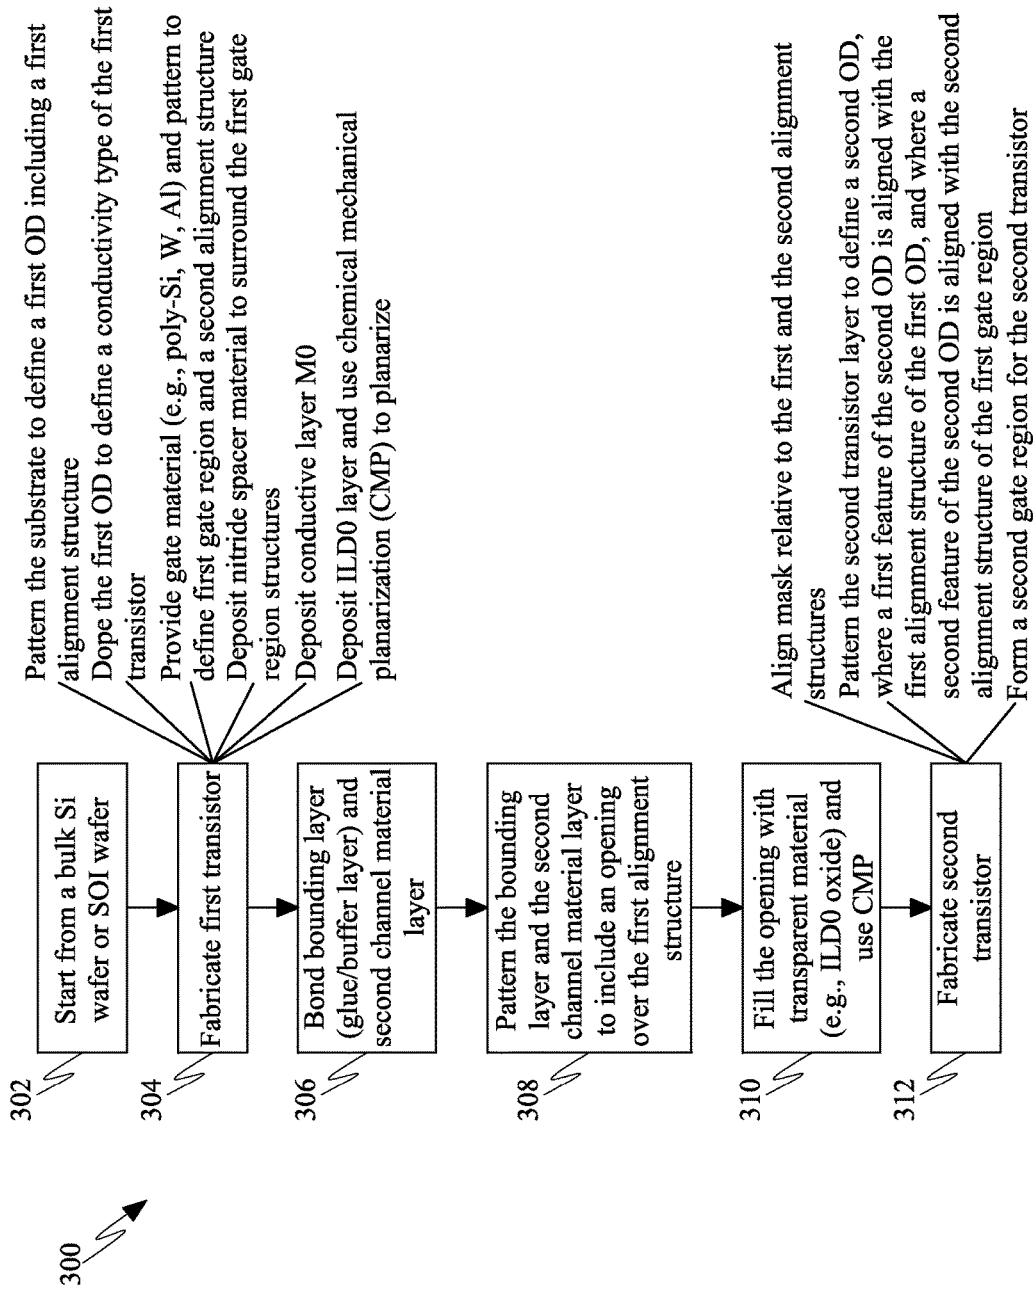 300
302
Start from a bulk Si
wafer or SOI wafer
304
Fabricate first transistor
Pattern the substrate to define a first OD including a first
alignment structure
Dope the first OD to define a conductivity type of the first
transistor
Provide gate material (e.g., poly-Si, W, Al) and pattern to
define first gate region and a second alignment structure
Deposit nitride spacer material to surround the first gate
region structures
Deposit conductive layer M0
Deposit ILD0 layer and use chemical mechanical
planarization (CMP) to planarize
306
Bond bounding layer
(glue/buffer layer) and
second channel material
layer
308
Pattern the bounding
layer and the second
channel material layer
to include an opening
over the first alignment
structure
310
Fill the opening with
transparent material
(e.g., ILD0 oxide) and
use CMP
312
Fabricate second
transistor
Align mask relative to the first and the second alignment
structures
Pattern the second transistor layer to define a second OD,
where a first feature of the second OD is aligned with the
first alignment structure of the first OD, and where a
second feature of the second OD is aligned with the second
alignment structure of the first gate region
Form a second gate region for the second transistor